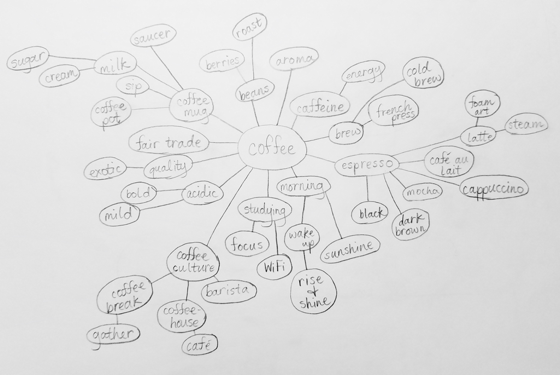 roast
saucer
sugar
milk
cream
berries
aroma
energy
cold
brew
sip
coffee
pot
coffee
mug
beans
caffeine
french
press
brew
foam
art
latte
steam
fair trade
coffee
espresso
café au
lait
exotic
quality
mocha
cappuccino
bold
acidic
mild
morning
studying
black
dark
brown
focus
WiFi
wake
up
sunshine
rise
+
shine
coffee
culture
coffee
break
barista
gather
coffee
house
café